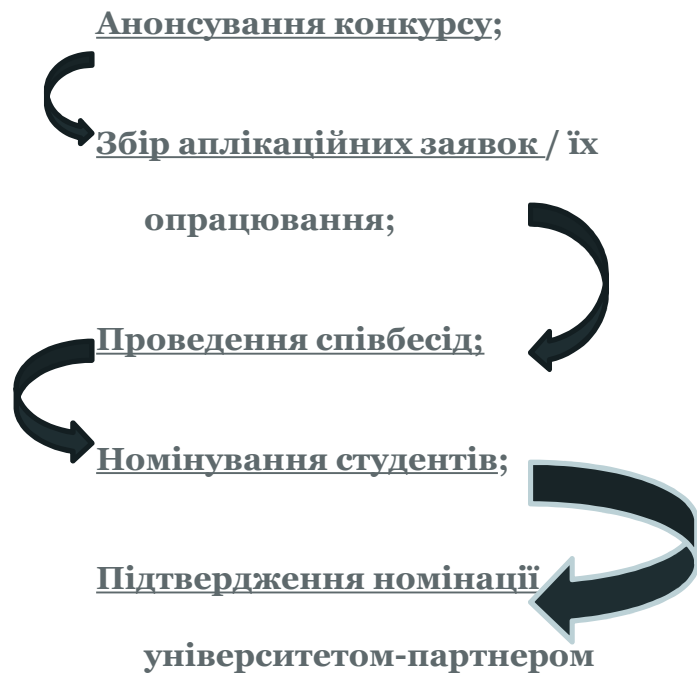 Анонсування конкурсу;
Збір аплікаційних заявок / їх
опрацювання;
Проведення співбесід;
Номінування студентів;
Підтвердження номінації
університетом-партнером